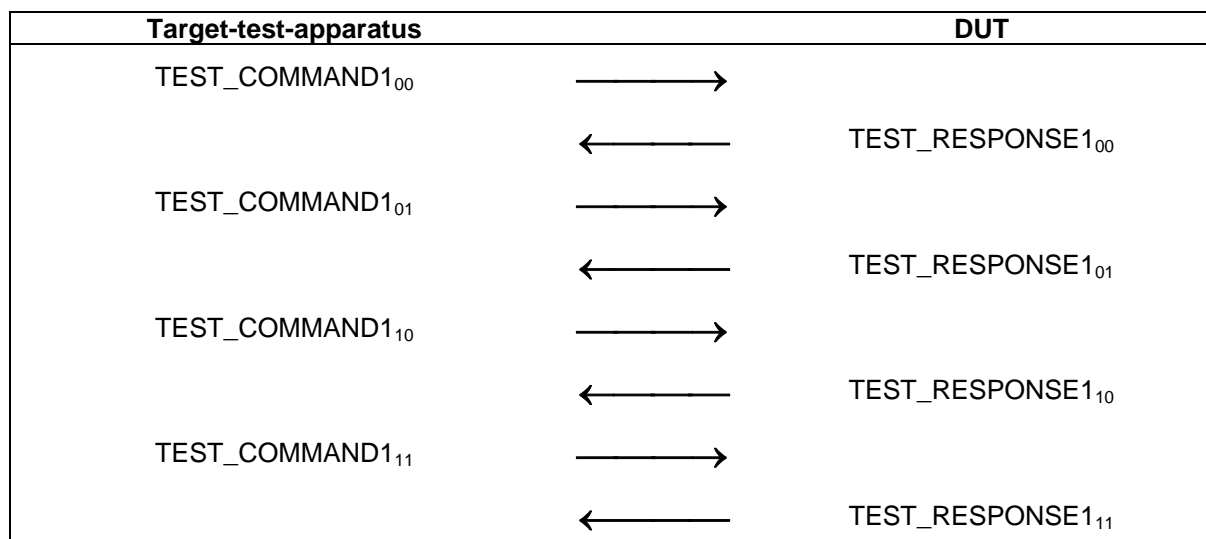 Target-test-apparatus DUT
TEST_COMMAND1₀₀
TEST_RESPONSE1₀₀
TEST_COMMAND1₀₁
TEST_RESPONSE1₀₁
TEST_COMMAND1₁₀
TEST_RESPONSE1₁₀
TEST_COMMAND1₁₁
TEST_RESPONSE1₁₁